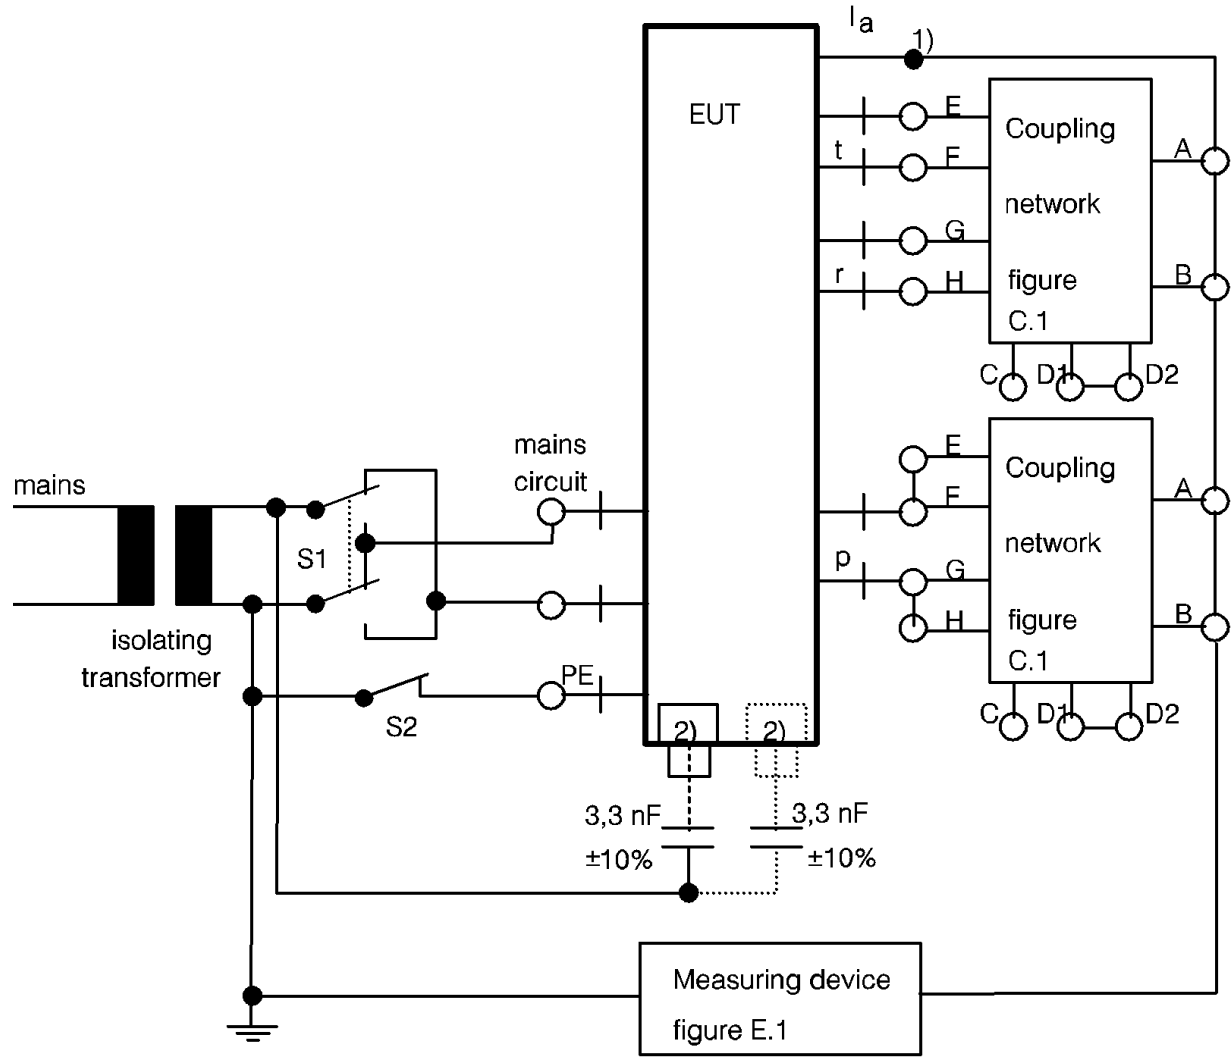 Ia
1)
EUT
E
Coupling
A
t
F
network
G
B
r
H
figure
C.1
C
D1
D2
mains
circuit
E
Coupling
A
mains
F
S1
network
p
G
B
H
figure
isolating
transformer
C.1
PE
S2
C
D1
D2
2)
2)
3,3 nF
3,3 nF
±10%
±10%
Measuring device
figure E.1